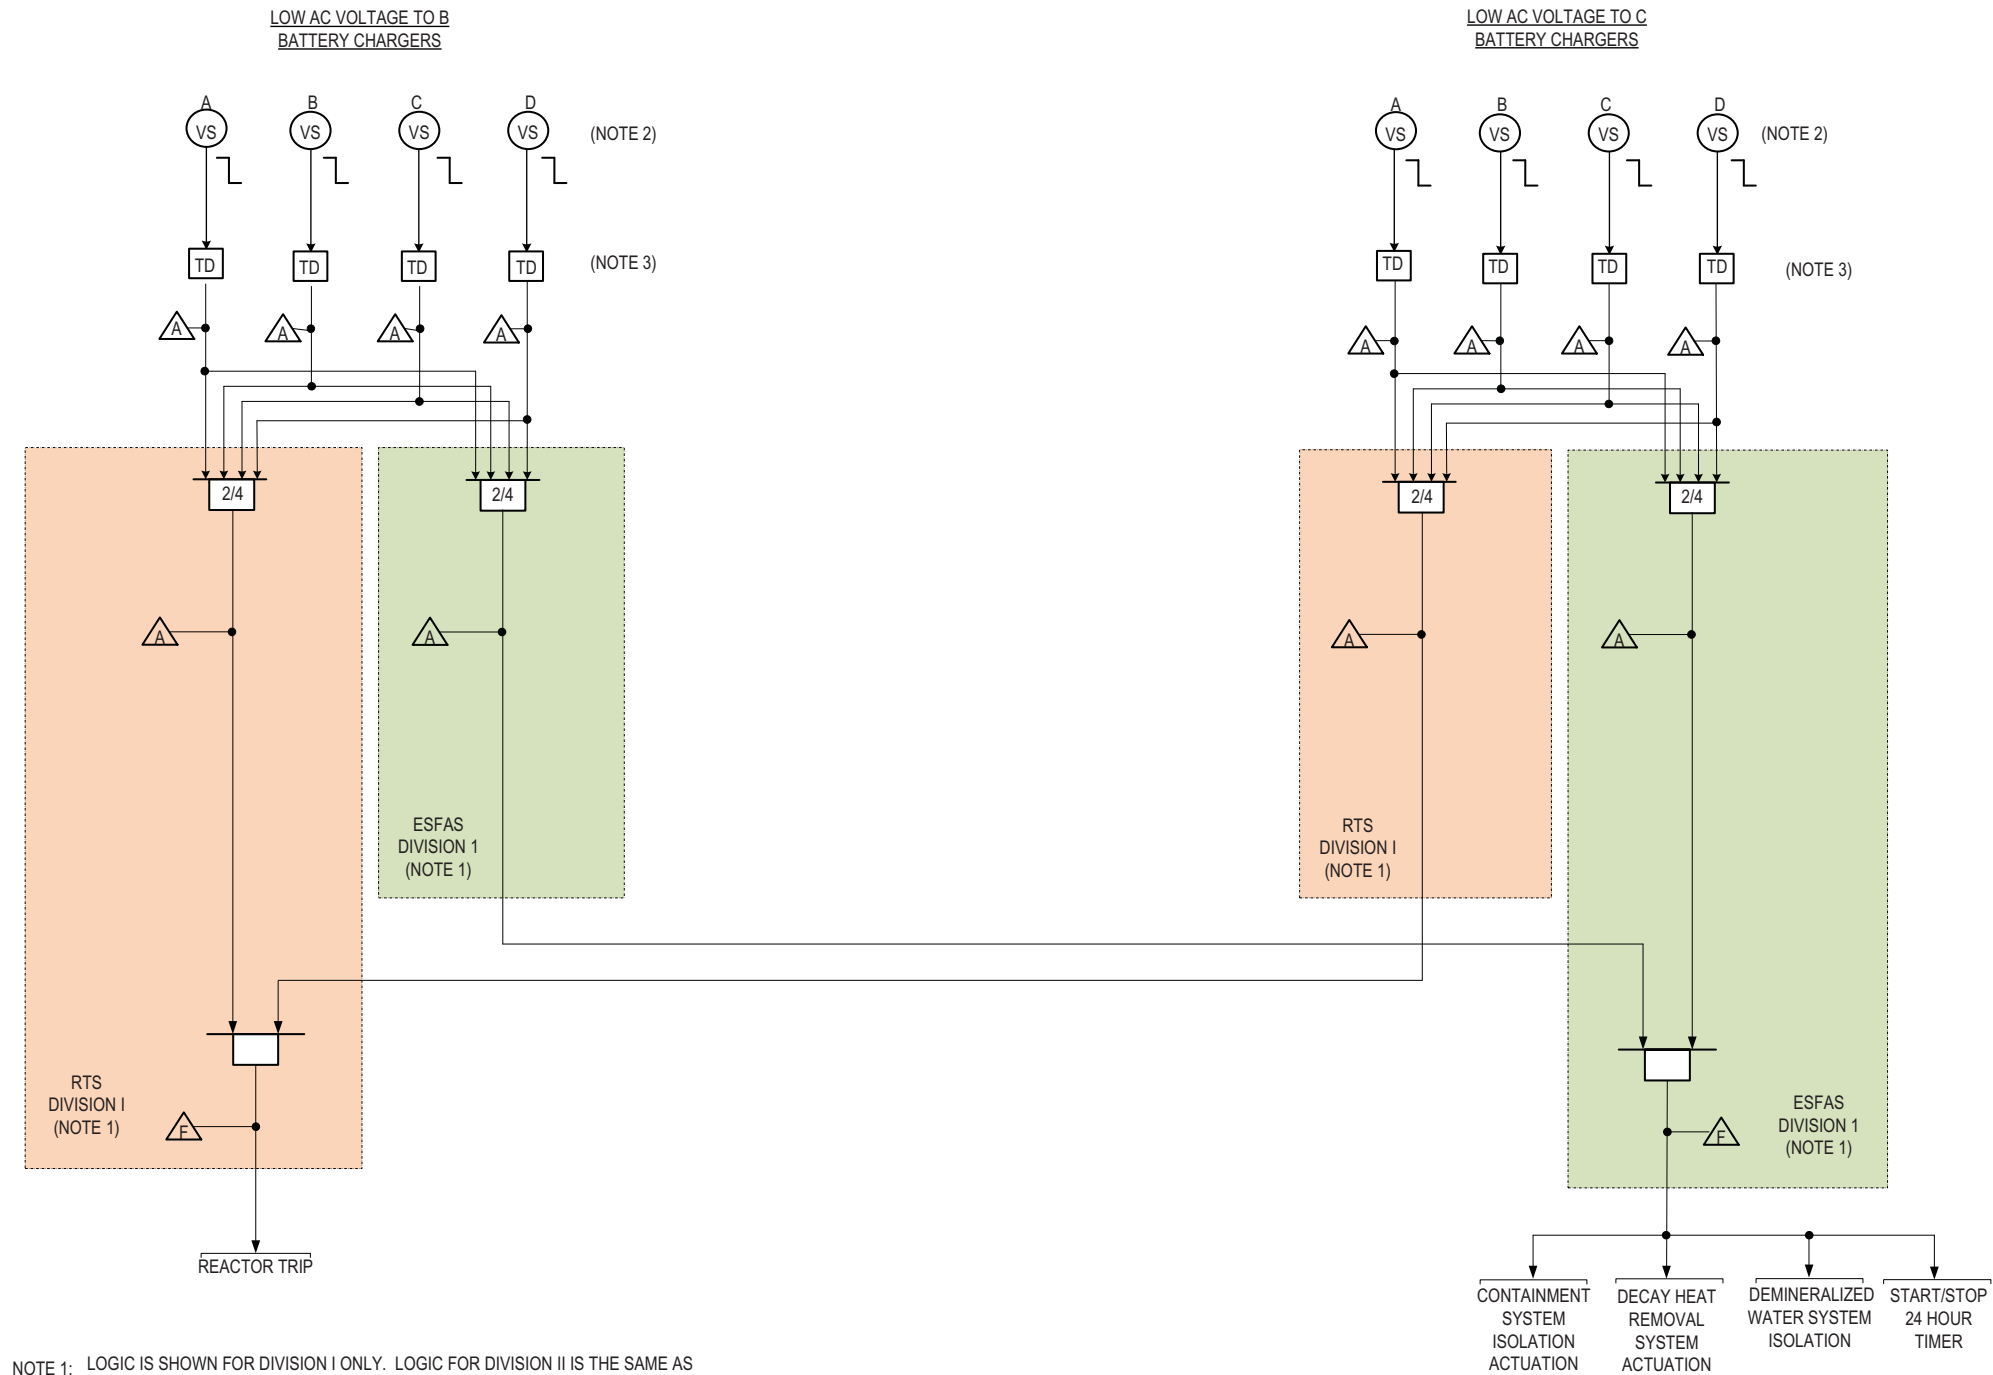 LOW AC VOLTAGE TO B
BATTERY CHARGERS
LOW AC VOLTAGE TO C
BATTERY CHARGERS
A B C D
VS VS VS VS (NOTE 2)
A B C D
VS VS VS VS (NOTE 2)
TD TD TD TD (NOTE 3)
TD TD TD TD (NOTE 3)
A A A A
A A A A
2/4 2/4
2/4 2/4
A A
A A
ESFAS
DIVISION 1
(NOTE 1)
RTS
DIVISION I
(NOTE 1)
RTS
DIVISION I
(NOTE 1)
F
ESFAS
DIVISION 1
(NOTE 1)
F
REACTOR TRIP
CONTAINMENT
SYSTEM
ISOLATION
ACTUATION
DECAY HEAT
REMOVAL
SYSTEM
ACTUATION
DEMINERALIZED
WATER SYSTEM
ISOLATION
START/STOP
24 HOUR
TIMER
NOTE 1: LOGIC IS SHOWN FOR DIVISION I ONLY. LOGIC FOR DIVISION II IS THE SAME AS